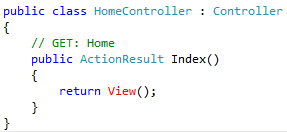 public class HomeController : Controller
{
    // GET: Home
    public ActionResult Index()
    {
        return View();
    }
}